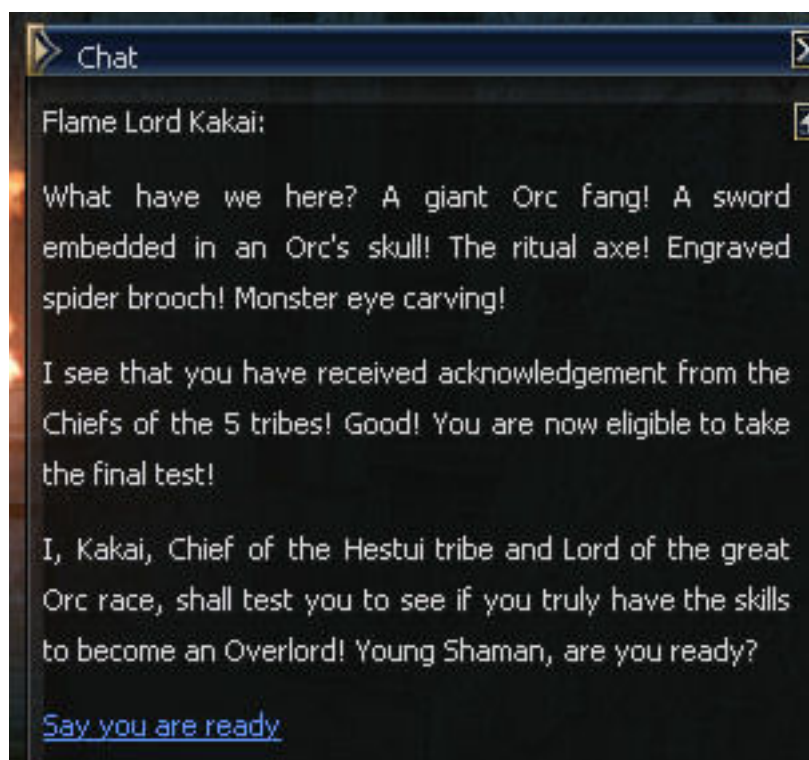 Chat
Flame Lord Kakai:
What have we here? A giant Orc fang! A sword
embedded in an Orc's skull! The ritual axe! Engraved
spider brooch! Monster eye carving!
I see that you have received acknowledgement from the
Chiefs of the 5 tribes! Good! You are now eligible to take
the final test!
I, Kakai, Chief of the Hestui tribe and Lord of the great
Orc race, shall test you to see if you truly have the skills
to become an Overlord! Young Shaman, are you ready?
Say you are ready